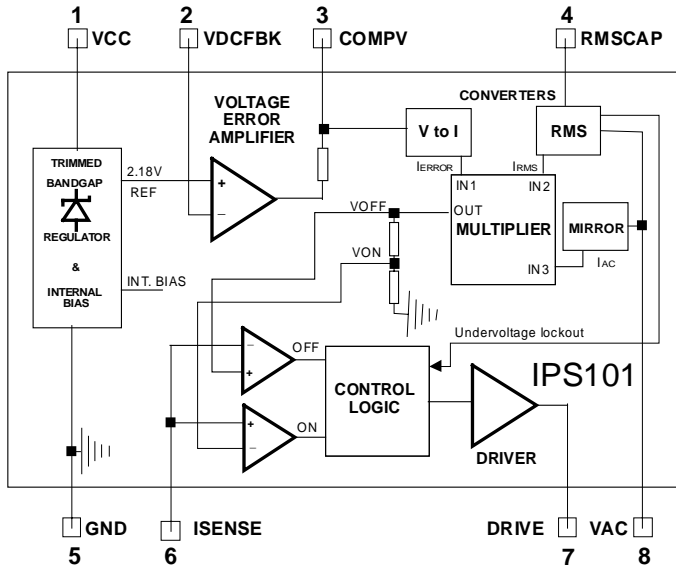 1 2 3 4
VCC VDCFBK COMPV RMSCAP
CONVERTERS
VOLTAGE
ERROR
AMPLIFIER
V to I
RMS
IERROR
IRMS
TRIMMED
BANDGAP
REGULATOR
&
INTERNAL
BIAS
2.18V
REF
INT. BIAS
+
−
VOFF
VON
IN1 IN2
OUT
MULTIPLIER
IN3
MIRROR
IAC
Undervoltage lockout
−
+
OFF
+
−
ON
CONTROL
LOGIC
IPS101
DRIVER
GND ISENSE DRIVE VAC
5 6 7 8